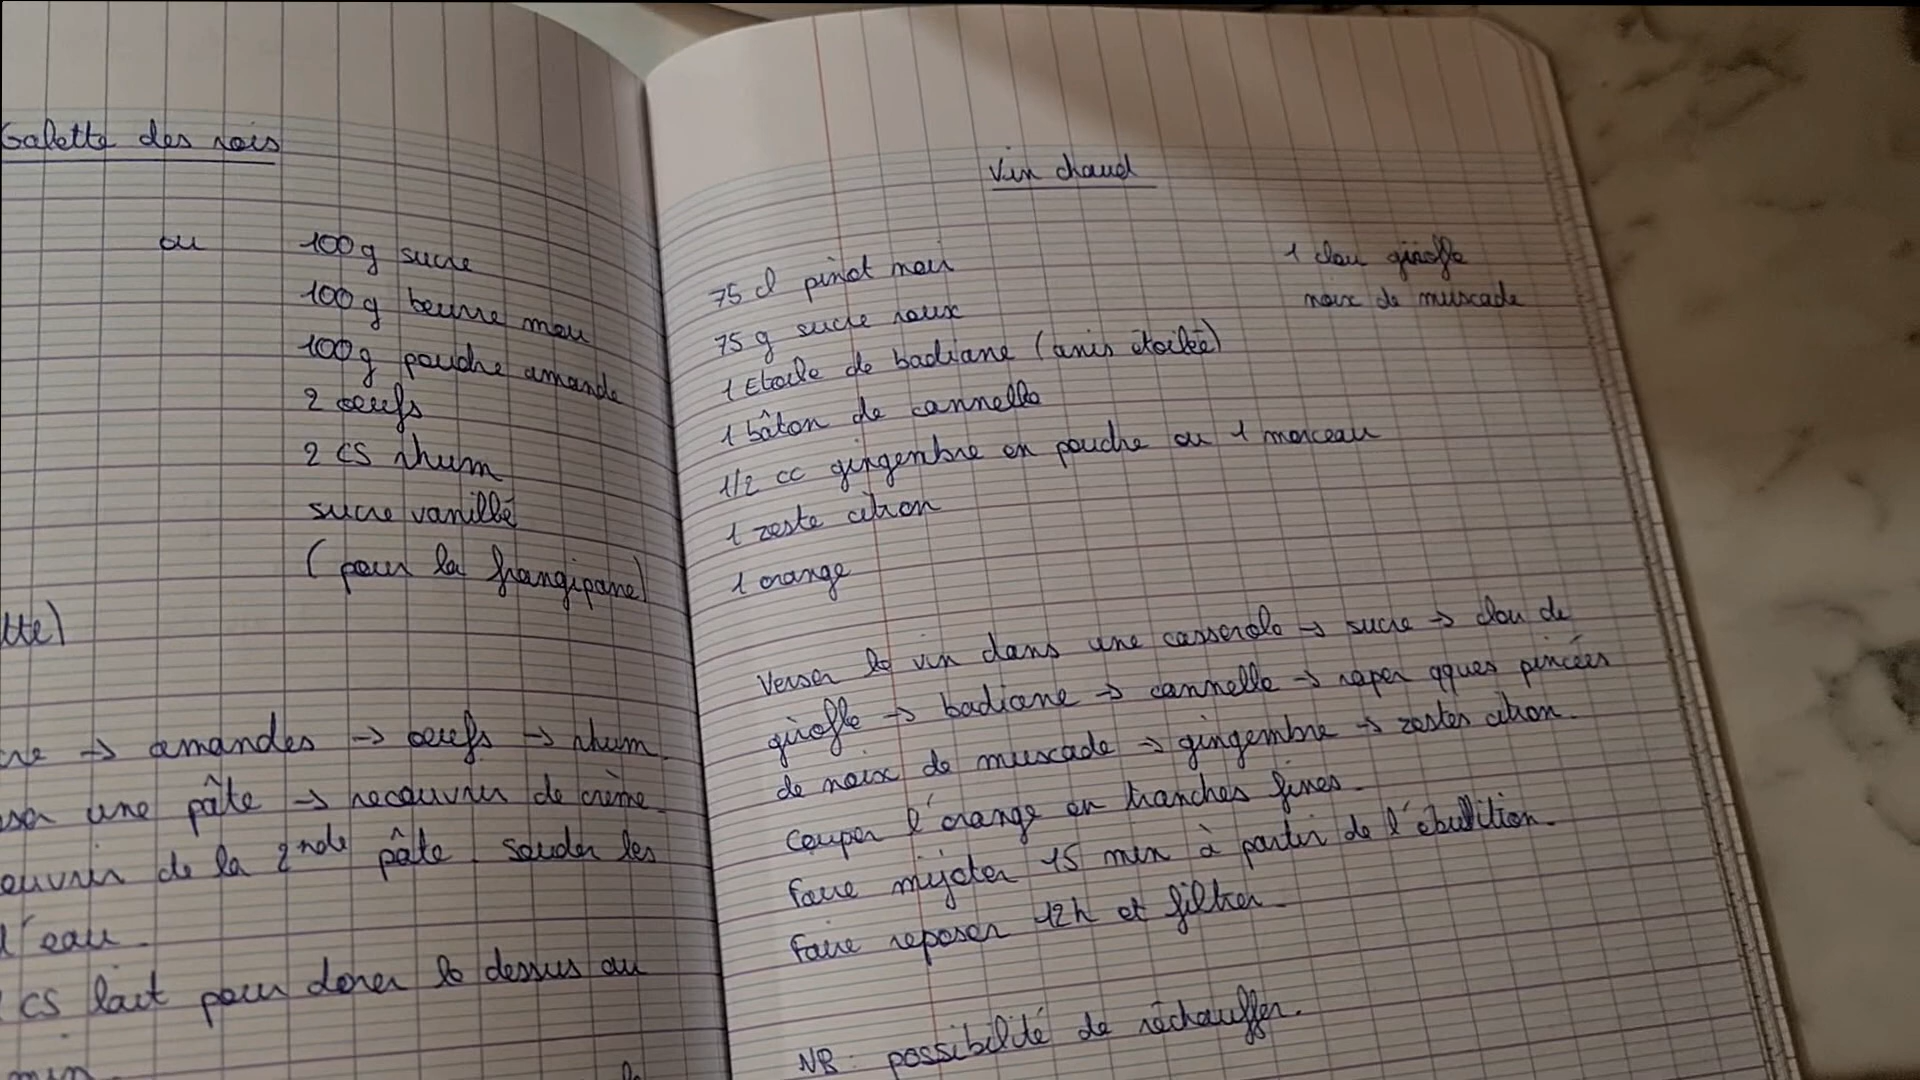 Galette des rois
ou
100g sucre
100g beurre mou
100g poudre amande
2 oeufs
2 CS rhum
sucre vanillé
(pour la frangipane)
tte)
→ amandes → oeufs → rhum.
une pâte → recouvrir de crème.
de la 2nde pâte. Souder les
l'eau.
CS lait pour dorer le dessus au
min.
Vin chaud
75 cl pinot noir
75 g sucre roux
1 Etoile de badiane (anis étoilée)
1 bâton de cannelle
1/2 cc gingembre en poudre ou 1 morceau
1 zeste citron
1 orange
1 clou girofle
noix de muscade
Verser le vin dans une casserole → sucre → clou de
girofle → badiane → cannelle → raper qques pincées
de noix de muscade → gingembre → zestes citron.
Couper l'orange en tranches fines.
Faire mijoter 15 min à partir de l'ébullition.
Faire reposer 12h et filtrer.
NB : possibilité de réchauffer.